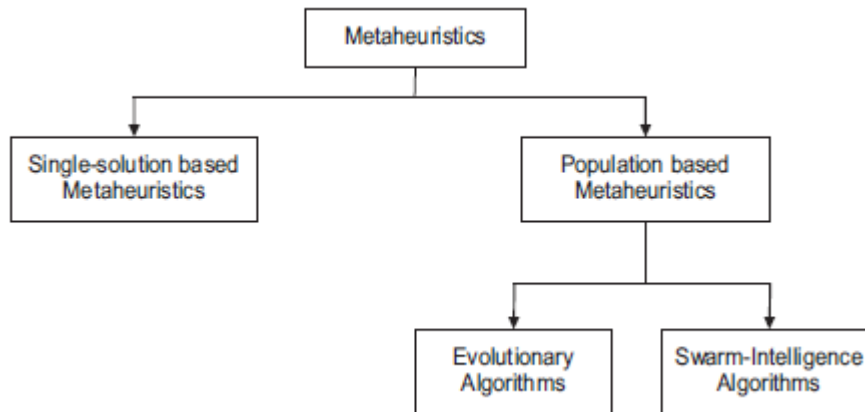 Metaheuristics
Single-solution based
Metaheuristics
Population based
Metaheuristics
Evolutionary
Algorithms
Swarm-Intelligence
Algorithms